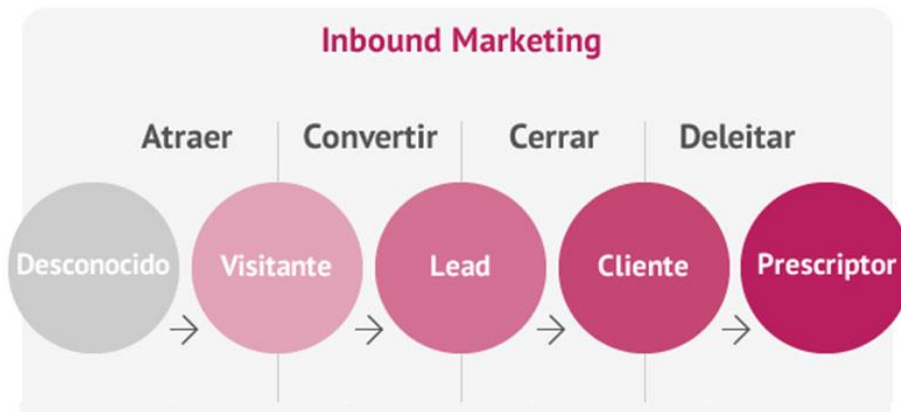 Inbound Marketing
Atraer Convertir Cerrar Deleitar
Desconocido Visitante Lead Cliente Prescriptor